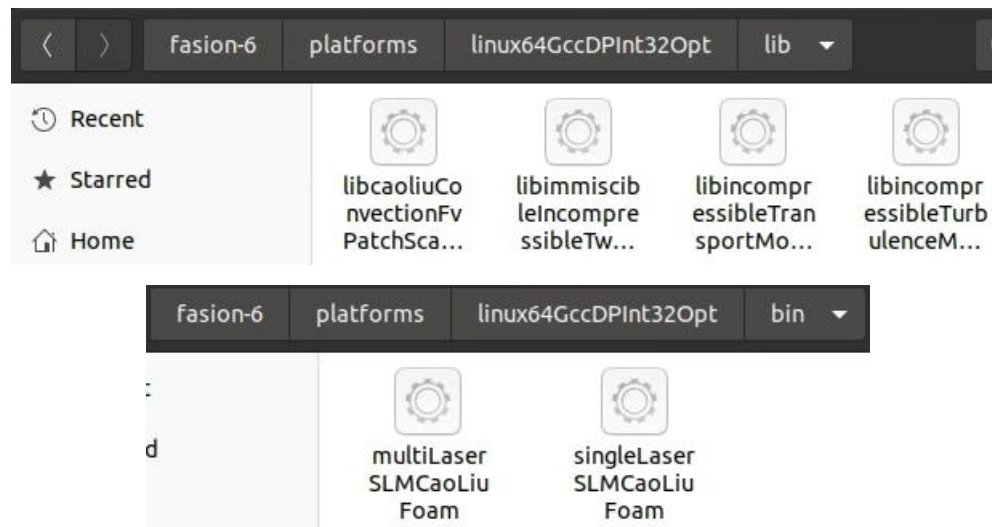 fasion-6 platforms linux64GccDPInt32Opt lib
Recent
Starred
Home
libcaoliuCo
nvectionFv
PatchSca...
libimmiscib
leIncompre
ssibleTw...
libincompr
essibleTran
sportMo...
libincompr
essibleTurb
ulenceM...
fasion-6 platforms linux64GccDPInt32Opt bin
d
multiLaser
SLMCaoLiu
Foam
singleLaser
SLMCaoLiu
Foam